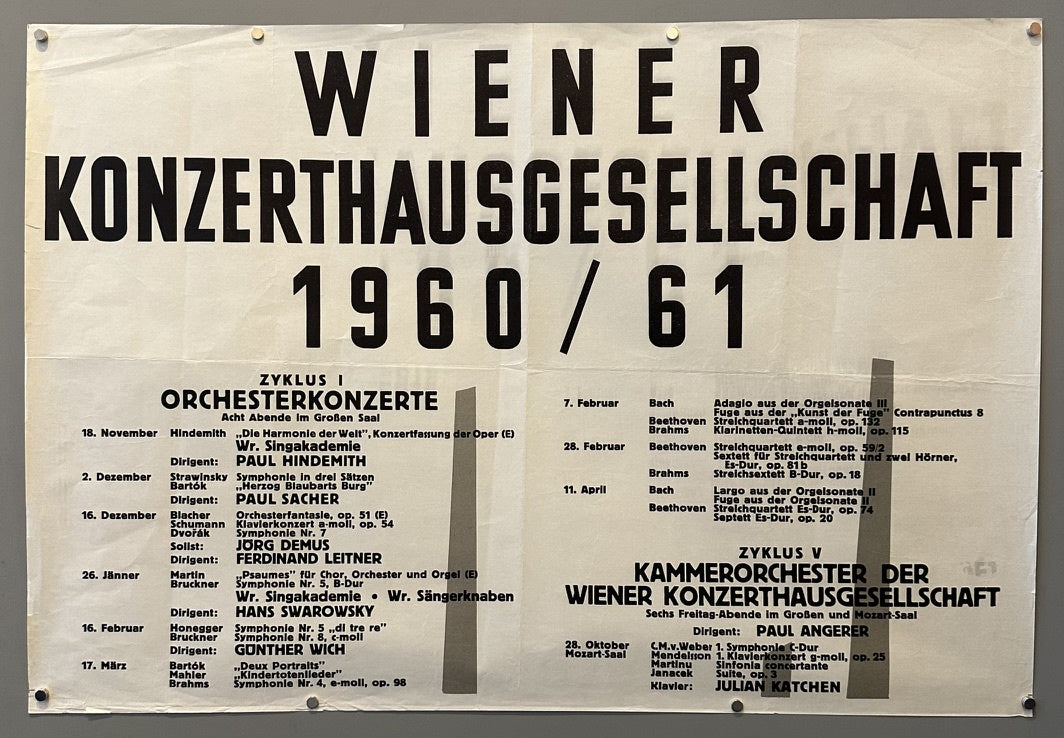 WIENER
KONZERTHAUSGESELLSCHAFT
1960/61
ZYKLUS I
ORCHESTERKONZERTE
Acht Abende im Großen Saal
18. November Hindemith „Die Harmonie der Welt“, Konzertfassung der Oper (E)
Wr. Singakademie
Dirigent: PAUL HINDEMITH
2. Dezember Strawinsky Symphonie in drei Sätzen
Bartók „Herzog Blaubarts Burg“
Dirigent: PAUL SACHER
16. Dezember Blacher Orchesterfantasie, op. 51 (E)
Schumann Klavierkonzert a-moll, op. 54
Dvořák Symphonie Nr. 7
Solist: JÖRG DEMUS
Dirigent: FERDINAND LEITNER
26. Jänner Martin „Psaumes“ für Chor, Orchester und Orgel (E)
Bruckner Symphonie Nr. 5, B-Dur
Wr. Singakademie • Wr. Sängerknaben
Dirigent: HANS SWAROWSKY
16. Februar Honegger Symphonie Nr. 5 „di tre re“
Bruckner Symphonie Nr. 8, c-moll
Dirigent: GÜNTHER WICH
17. März Bartók „Deux Portraits“
Mahler „Kindertotenlieder“
Brahms Symphonie Nr. 4, e-moll, op. 98
7. Februar Bach Adagio aus der Orgelsonate III
Fuge aus der „Kunst der Fuge“ Contrapunctus 8
Beethoven Streichquartett a-moll, op. 132
Brahms Klarinetten-Quintett h-moll, op. 115
28. Februar Beethoven Streichquartett e-moll, op. 59/2
Sextett für Streichquartett und zwei Hörner,
Es-Dur, op. 81 b
Brahms Streichsextett B-Dur, op. 18
11. April Bach Largo aus der Orgelsonate II
Fuge aus der Orgelsonate II
Beethoven Streichquartett Es-Dur, op. 74
Septett Es-Dur, op. 20
ZYKLUS V
KAMMERORCHESTER DER
WIENER KONZERTHAUSGESELLSCHAFT
Sechs Freitag-Abende im Großen und Mozart-Saal
Dirigent: PAUL ANGERER
28. Oktober C.M.v.Weber 1. Symphonie C-Dur
Mozart-Saal Mendelsson 1. Klavierkonzert g-moll, op. 25
Martinu Sinfonia concertante
Janacek Suite, op. 3
Klavier: JULIAN KATCHEN